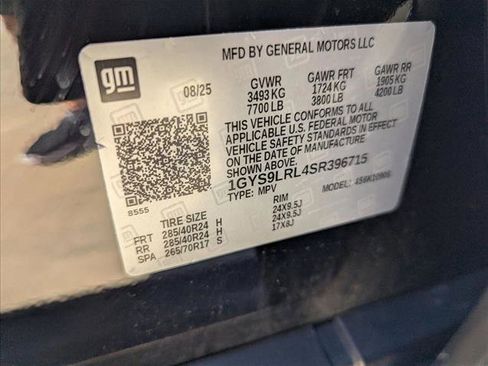 gm
MFD BY GENERAL MOTORS LLC
08/25 GVWR GAWR FRT GAWR RR
3493 KG 1724 KG 1905 KG
7700 LB 3800 LB 4200 LB
THIS VEHICLE CONFORMS TO ALL
APPLICABLE U.S. FEDERAL MOTOR
VEHICLE SAFETY STANDARDS IN EFFECT
ON THE DATE OF MANUFACTURE
SHOWN ABOVE.
1GYS9LRL4SR396715
TYPE: MPV MODEL:
8555
TIRE SIZE RIM
FRT 285/40R24 H 24X9.5J
RR 285/40R24 H 24X9.5J
SPA 265/70R17 S 17X8J